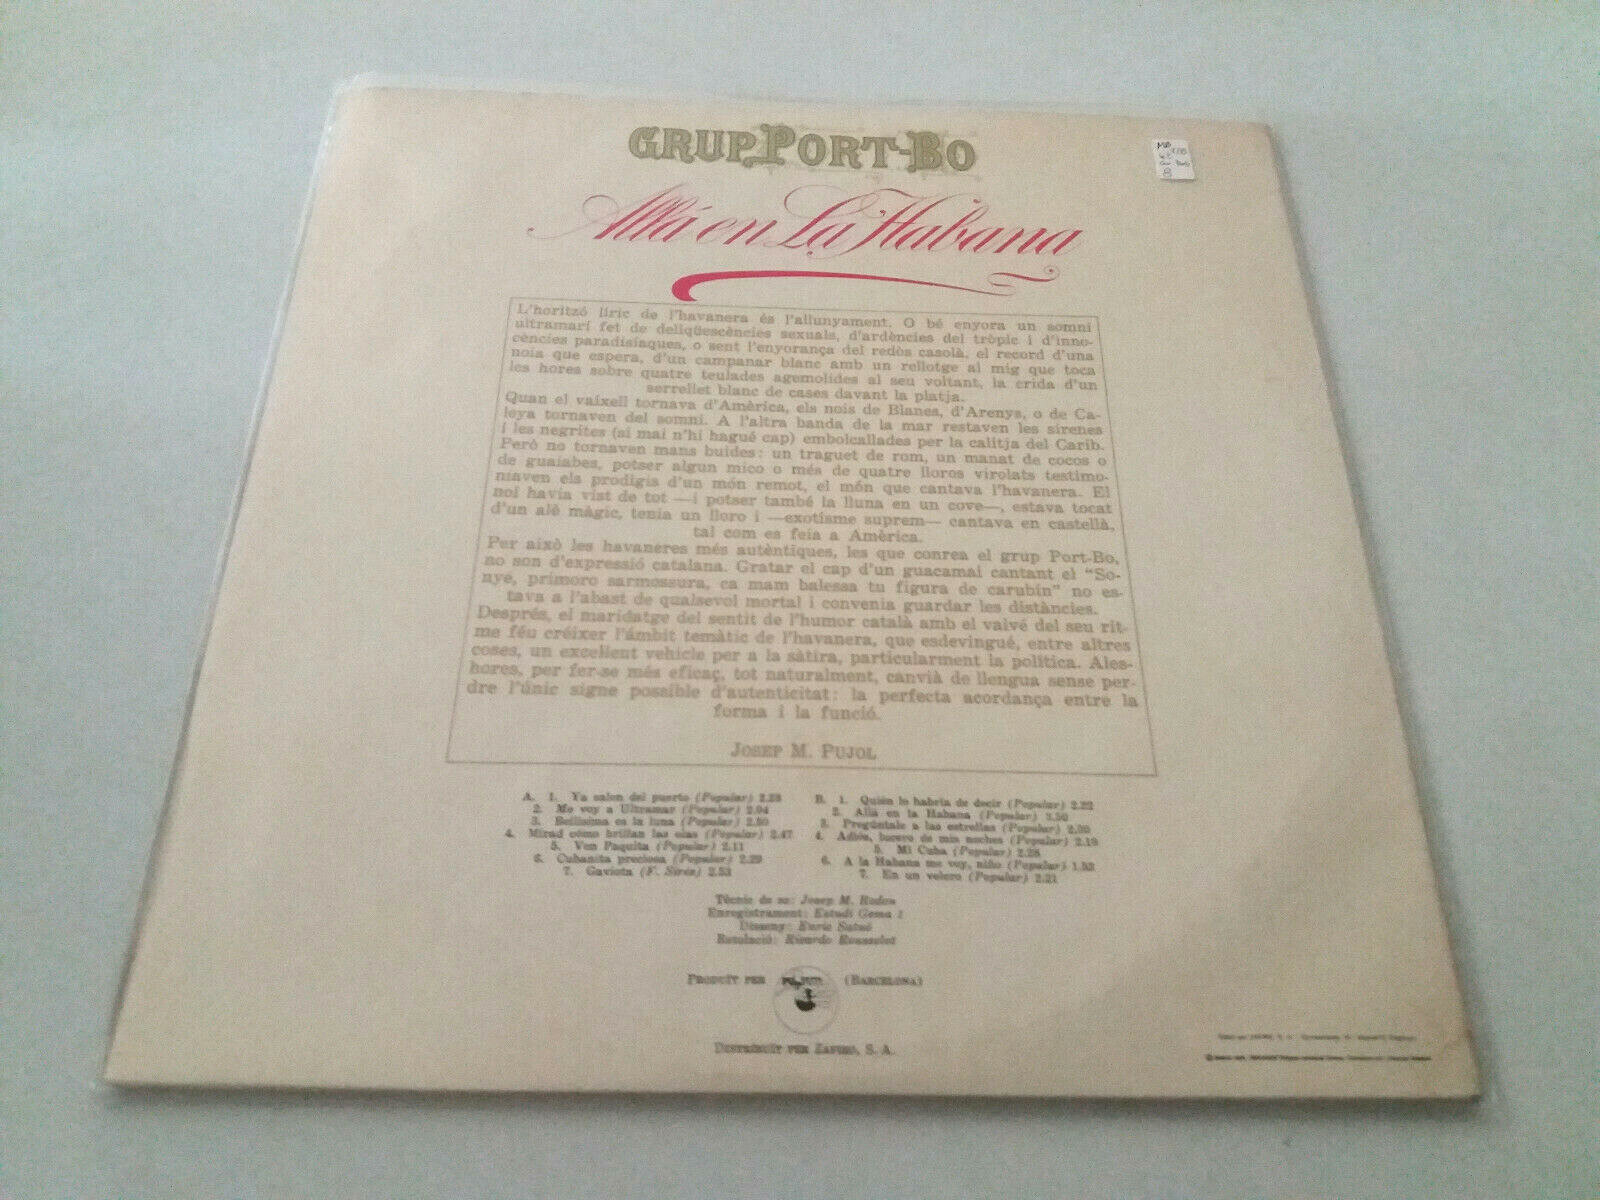 GRUP PORT-BO
Allá en La Habana
L'horitzó líric de l'havanera és l'allunyament. O bé enyora un somni
ultramarí fet de deliqüescències sexuals, d'ardències del tròpic i d'inno-
cències paradisíaques, o sent l'enyorança del redòs casolà, el record d'una
noia que espera, d'un campanar blanc amb un rellotge al mig que toca
les hores sobre quatre teulades agemolides al seu voltant, la crida d'un
serrellet blanc de cases davant la platja.
Quan el vaixell tornava d'Amèrica, els nois de Blanes, d'Arenys, o de Ca-
leya tornaven del somni. A l'altra banda de la mar restaven les sirenes
i les negrites (si mai n'hi hagué cap) embolcallades per la calitja del Carib.
Però no tornaven mans buides: un traguet de rom, un manat de cocos o
de guaiabes, potser algun mico o més de quatre lloros virolats testimo-
niaven els prodigis d'un món remot, el món que cantava l'havanera. El
noi havia vist de tot —i potser també la lluna en un cove—, estava tocat
d'un alè màgic, tenia un lloro i —exotisme suprem— cantava en castellà,
tal com es feia a Amèrica.
Per això les havaneres més autèntiques, les que conrea el grup Port-Bo,
no son d'expressió catalana. Gratar el cap d'un guacamai cantant el "So-
nye, primoro sarmossura, ca mam balessa tu figura de carubín" no es-
tava a l'abast de qualsevol mortal i convenia guardar les distàncies.
Després, el maridatge del sentit de l'humor català amb el vaivé del seu rit-
me féu créixer l'àmbit temàtic de l'havanera, que esdevingué, entre altres
coses, un excellent vehicle per a la sàtira, particularment la política. Ales-
hores, per fer-se més eficaç, tot naturalment, canvià de llengua sense per-
dre l'únic signe possible d'autenticitat: la perfecta acordança entre la
forma i la funció.
JOSEP M. PUJOL
A. 1. Ya salen del puerto (Popular) 2.28
2. Me voy a Ultramar (Popular) 2.04
3. Bellísima es la luna (Popular) 2.50
4. Mirad cómo brillan las olas (Popular) 2.47
5. Ven Paquita (Popular) 2.11
6. Cubanita preciosa (Popular) 2.29
7. Gaviota (F. Sirés) 2.53
B. 1. Quién lo habría de decir (Popular) 2.22
2. Allá en la Habana (Popular) 3.50
3. Pregúntale a las estrellas (Popular) 2.30
4. Adiós, lucero de mis noches (Popular) 2.18
5. Mi Cuba (Popular) 2.28
6. A la Habana me voy, niño (Popular) 1.52
7. En un velero (Popular) 2.21
Tècnic de so: Josep M. Rodon
Enregistrament: Estudi Gema 2
Disseny: Enric Satué
Retulació: Ricardo Rousselot
PRODUÏT PER (BARCELONA)
DISTRIBUÏT PER ZAFIRO, S. A.